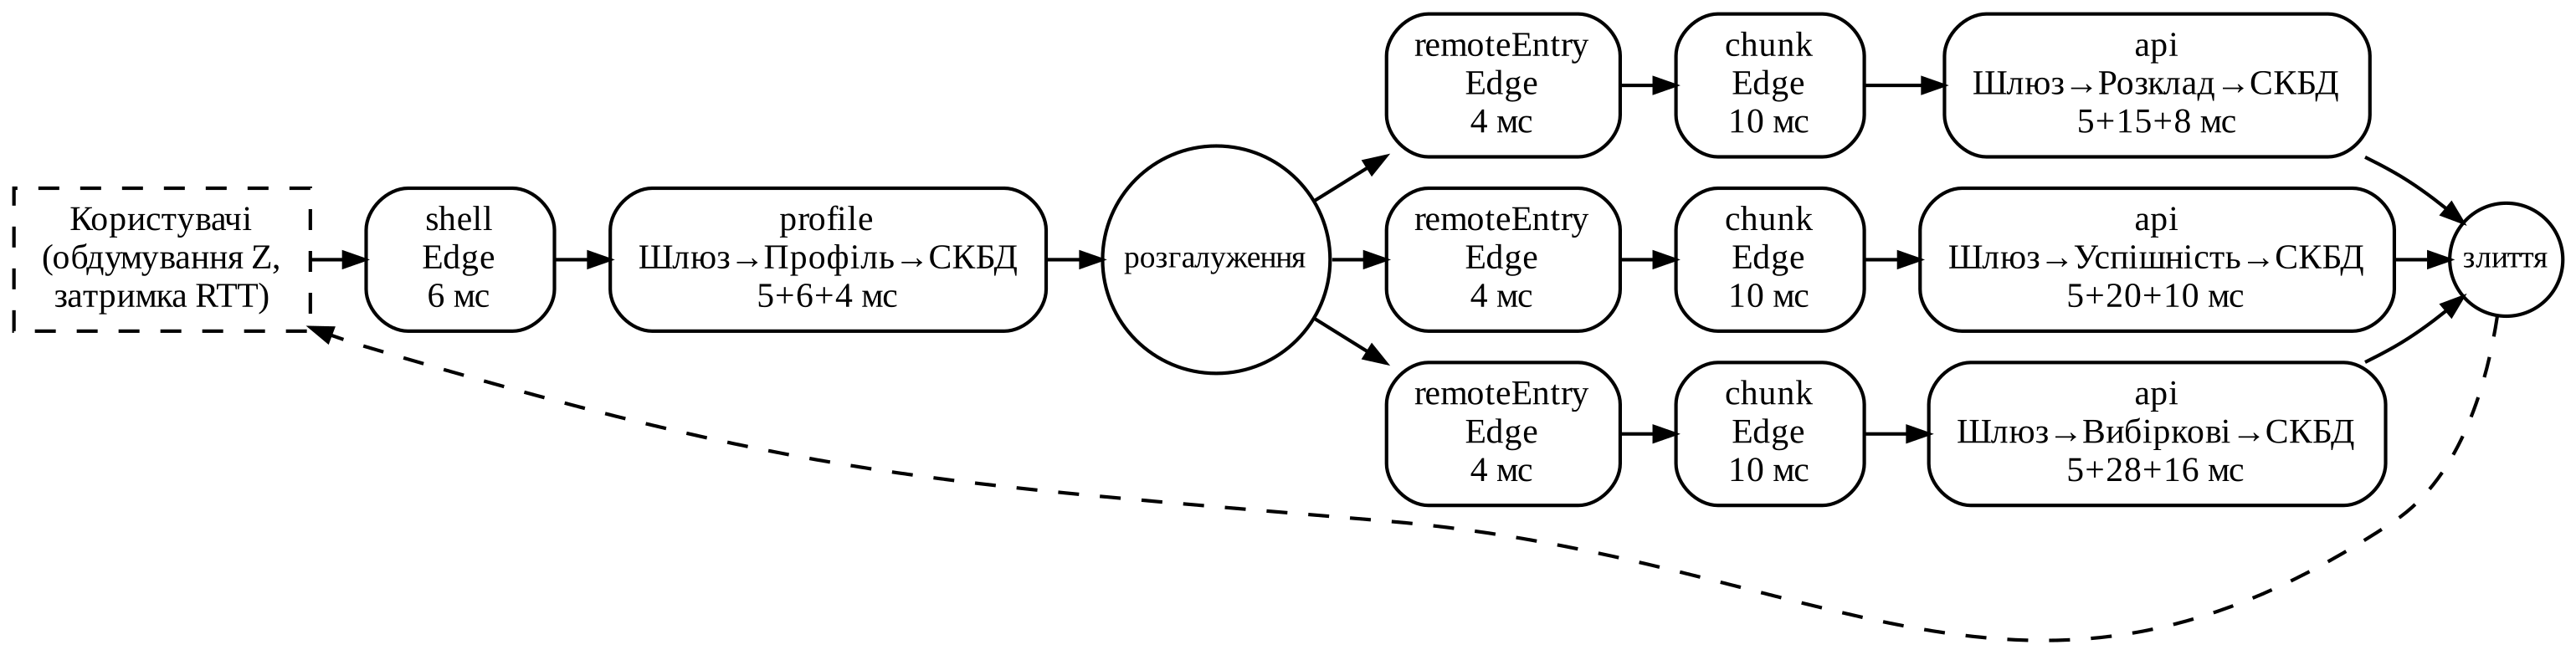 Користувачі
(обдумування Z,
затримка RTT)
shell
Edge
6 мс
profile
Шлюз→Профіль→СКБД
5+6+4 мс
розгалуження
remoteEntry
Edge
4 мс
chunk
Edge
10 мс
api
Шлюз→Розклад→СКБД
5+15+8 мс
remoteEntry
Edge
4 мс
chunk
Edge
10 мс
api
Шлюз→Успішність→СКБД
5+20+10 мс
remoteEntry
Edge
4 мс
chunk
Edge
10 мс
api
Шлюз→Вибіркові→СКБД
5+28+16 мс
злиття